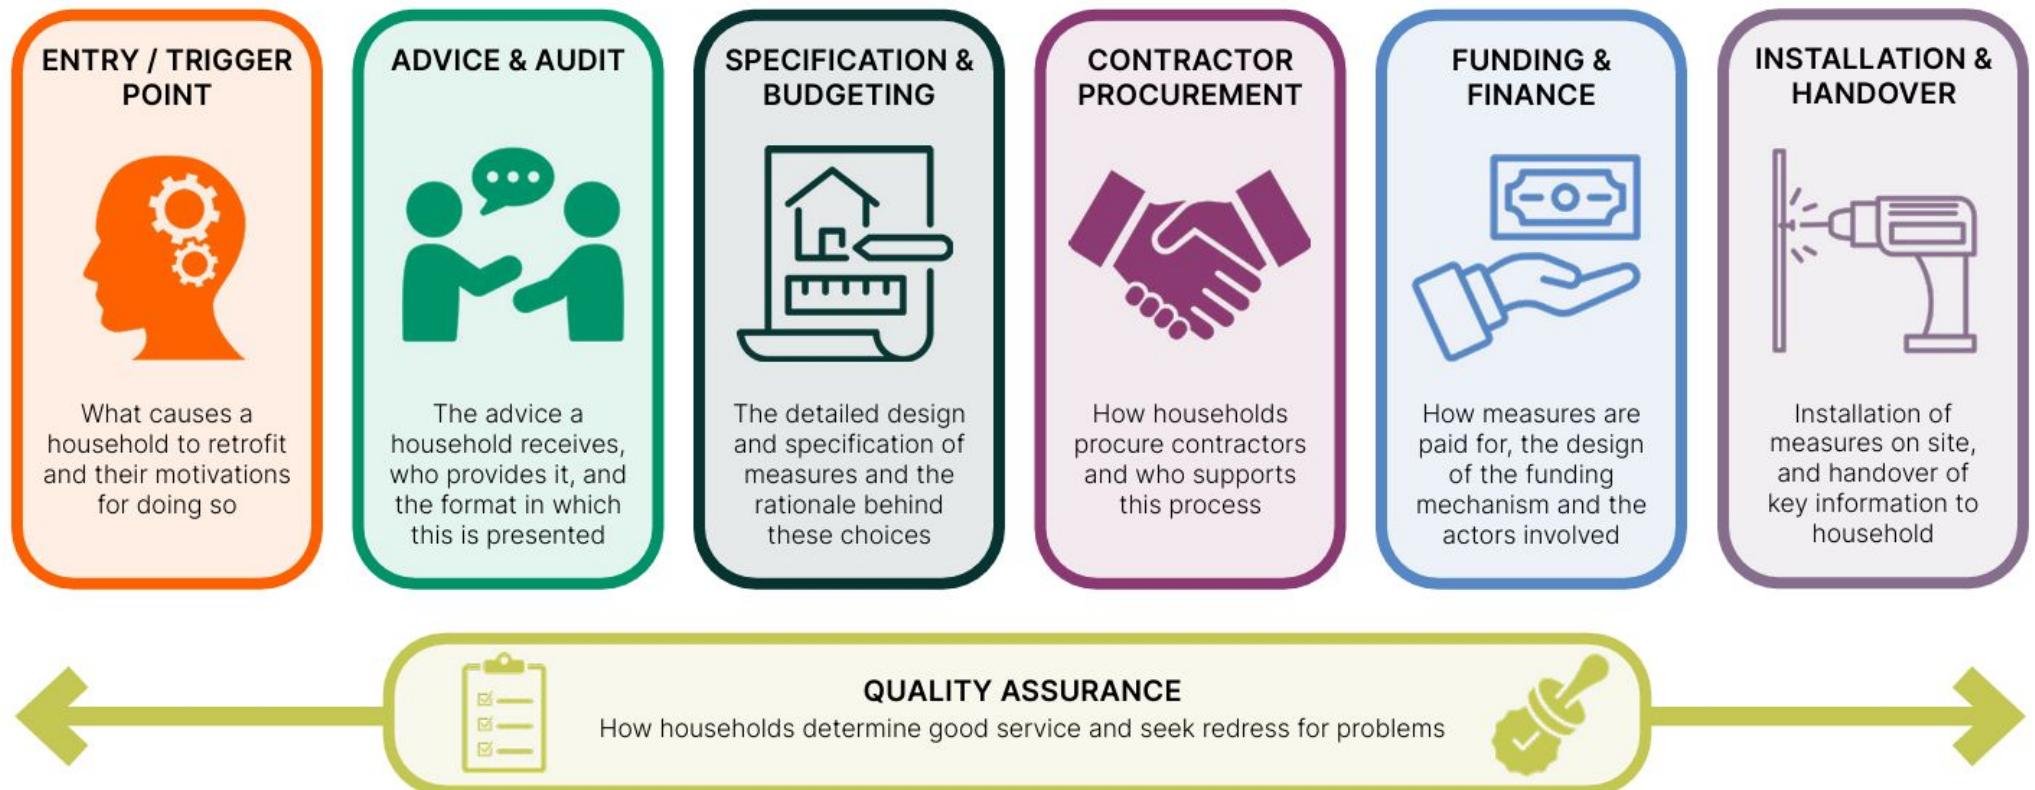 ENTRY / TRIGGER
POINT
What causes a
household to retrofit
and their motivations
for doing so
ADVICE & AUDIT
The advice a
household receives,
who provides it, and
the format in which
this is presented
SPECIFICATION &
BUDGETING
The detailed design
and specification of
measures and the
rationale behind
these choices
CONTRACTOR
PROCUREMENT
How households
procure contractors
and who supports
this process
FUNDING &
FINANCE
How measures are
paid for, the design
of the funding
mechanism and the
actors involved
INSTALLATION &
HANDOVER
Installation of
measures on site,
and handover of
key information to
household
QUALITY ASSURANCE
How households determine good service and seek redress for problems